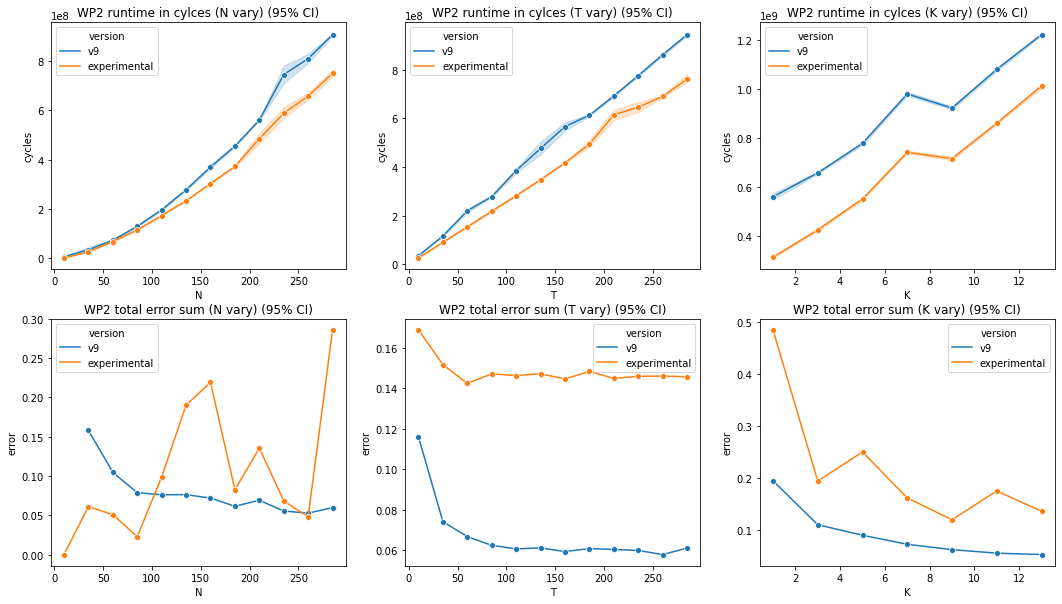 WP2 runtime in cylces (N vary) (95% CI)
1e8
version
v9
experimental
8
6
4
2
0
cycles
0 50 100 150 200 250
N
WP2 runtime in cylces (T vary) (95% CI)
1e8
version
v9
experimental
8
6
4
2
0
cycles
0 50 100 150 200 250
T
WP2 runtime in cylces (K vary) (95% CI)
1e9
version
v9
experimental
1.2
1.0
0.8
0.6
0.4
cycles
2 4 6 8 10 12
K
WP2 total error sum (N vary) (95% CI)
version
v9
experimental
0.30
0.25
0.20
0.15
0.10
0.05
0.00
error
0 50 100 150 200 250
N
WP2 total error sum (T vary) (95% CI)
version
v9
experimental
0.16
0.14
0.12
0.10
0.08
0.06
error
0 50 100 150 200 250
T
WP2 total error sum (K vary) (95% CI)
version
v9
experimental
0.5
0.4
0.3
0.2
0.1
error
2 4 6 8 10 12
K